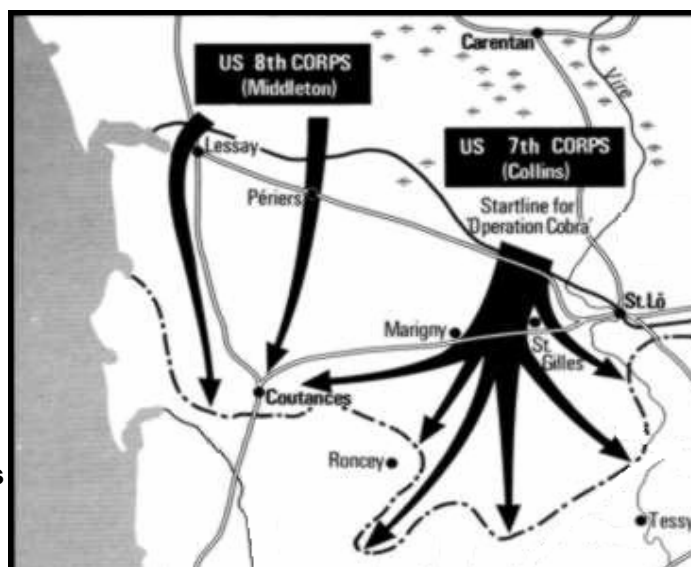 Carentan
US 8th CORPS
(Middleton)
Vire
Lessay
US 7th CORPS
(Collins)
Périers
Startline for
'Operation Cobra'
St. Lô
Marigny
St.
Gilles
Coutances
Roncey
Tessy
s